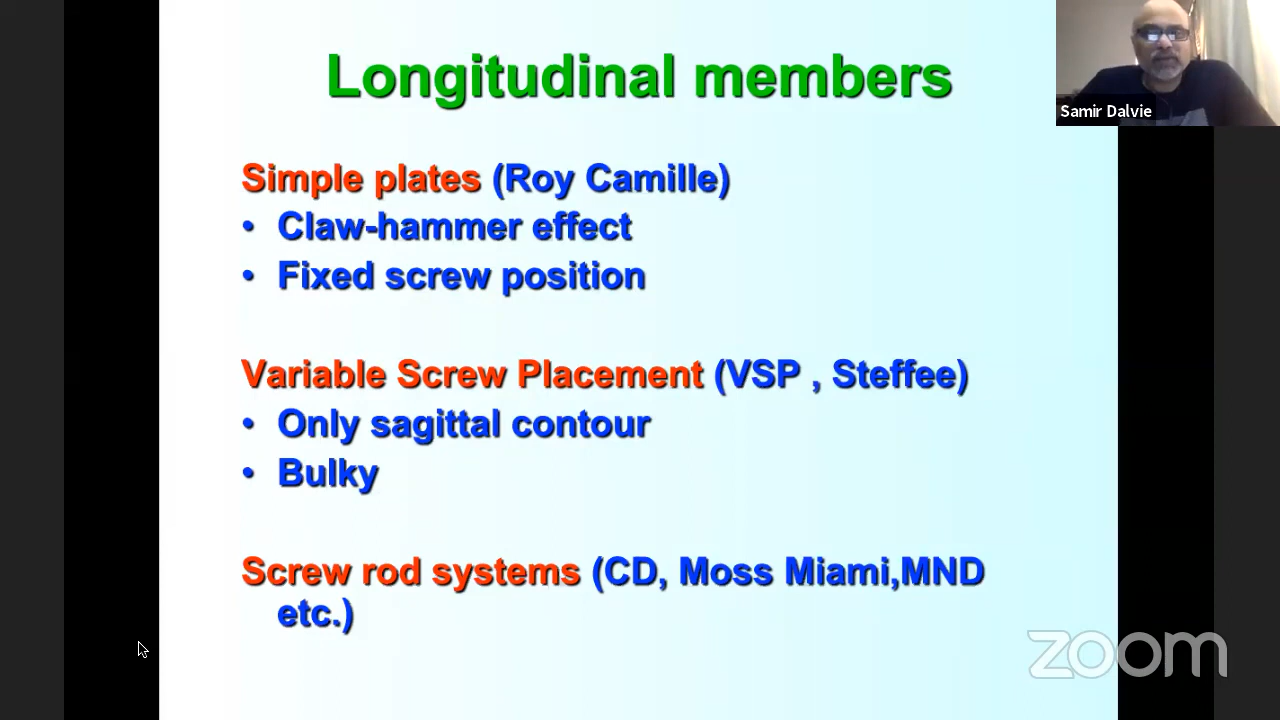 Longitudinal members
Samir Dalvie
Simple plates (Roy Camille)
• Claw-hammer effect
• Fixed screw position
Variable Screw Placement (VSP , Steffee)
• Only sagittal contour
• Bulky
Screw rod systems (CD, Moss Miami,MND
etc.)
zoom